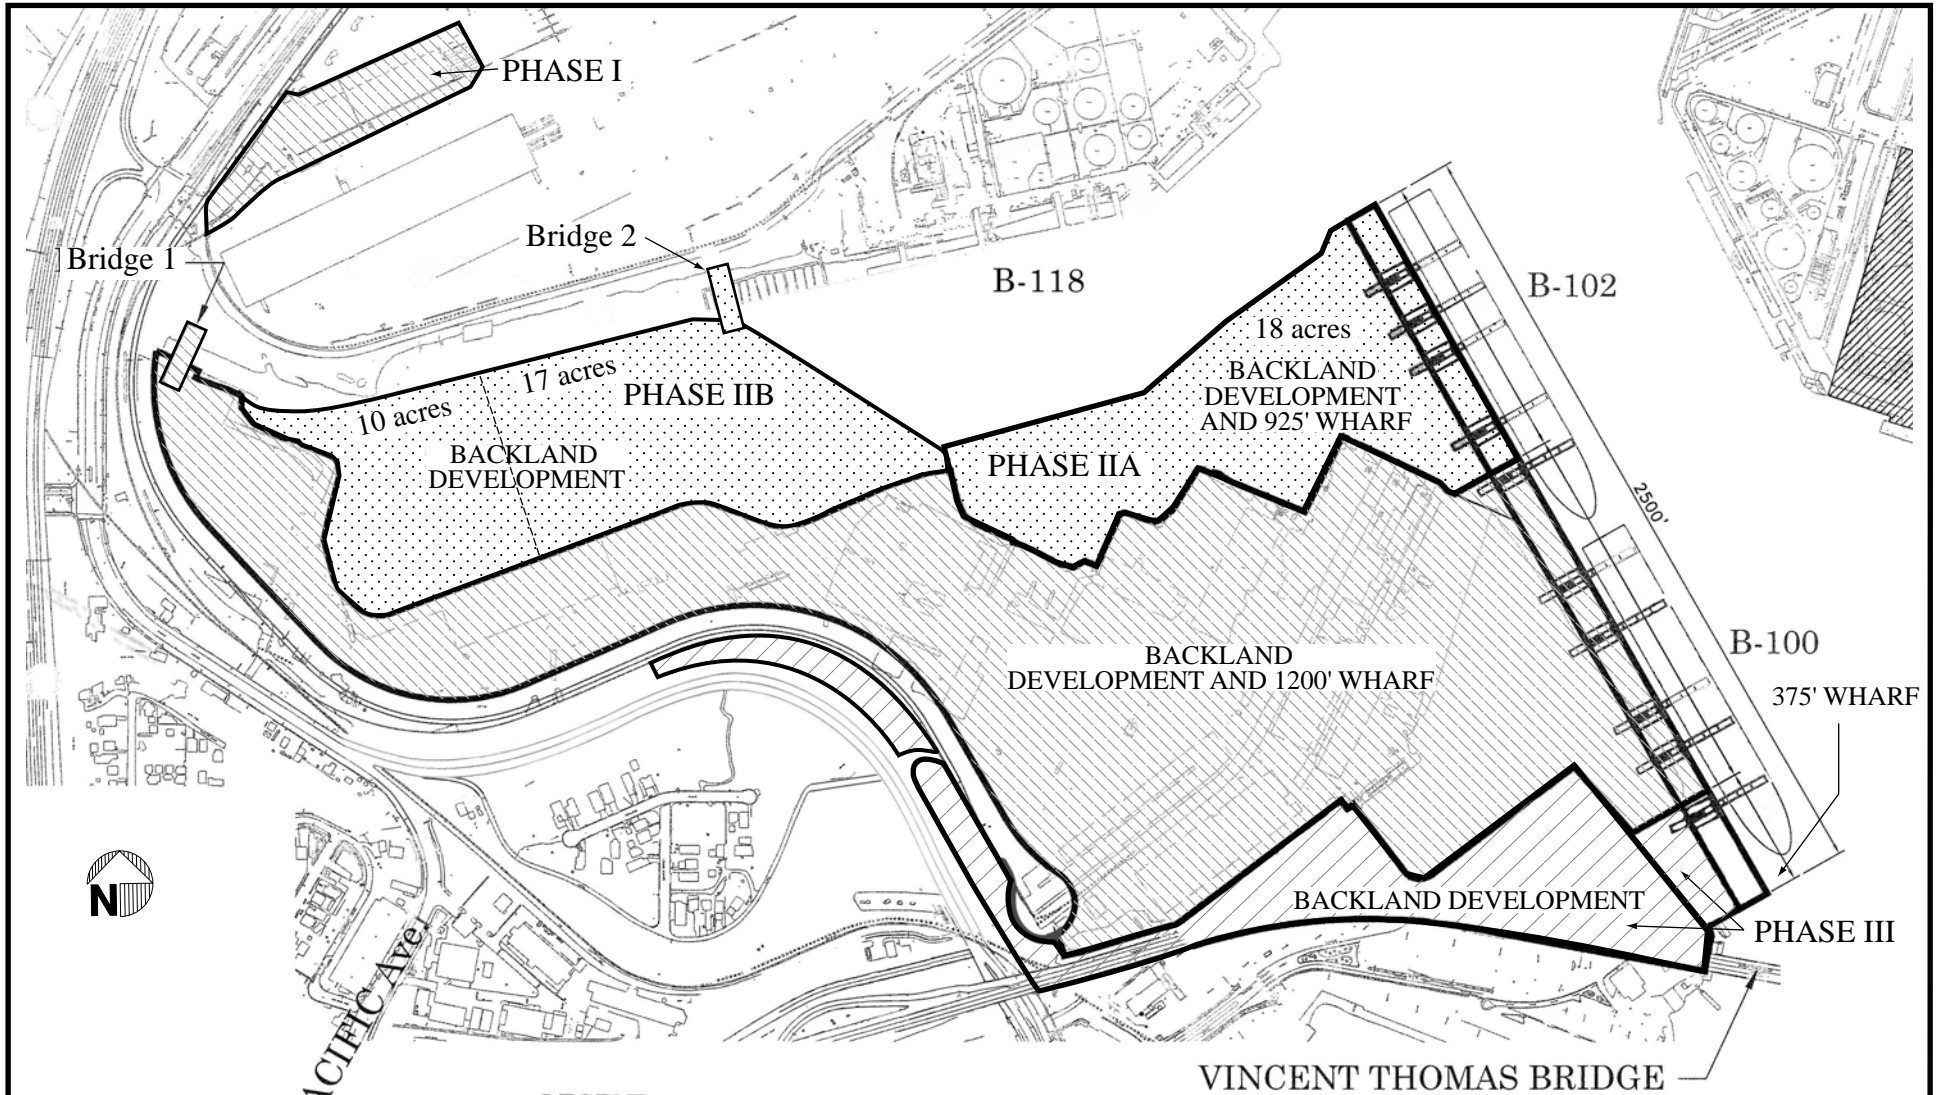 PHASE I
Bridge 1
Bridge 2
B-118
B-102
18 acres
BACKLAND
DEVELOPMENT
AND 925' WHARF
17 acres
PHASE IIB
10 acres
BACKLAND
DEVELOPMENT
PHASE IIA
2500'
B-100
BACKLAND
DEVELOPMENT AND 1200' WHARF
375' WHARF
N
BACKLAND DEVELOPMENT
PHASE III
ACIFIC Ave.
VINCENT THOMAS BRIDGE